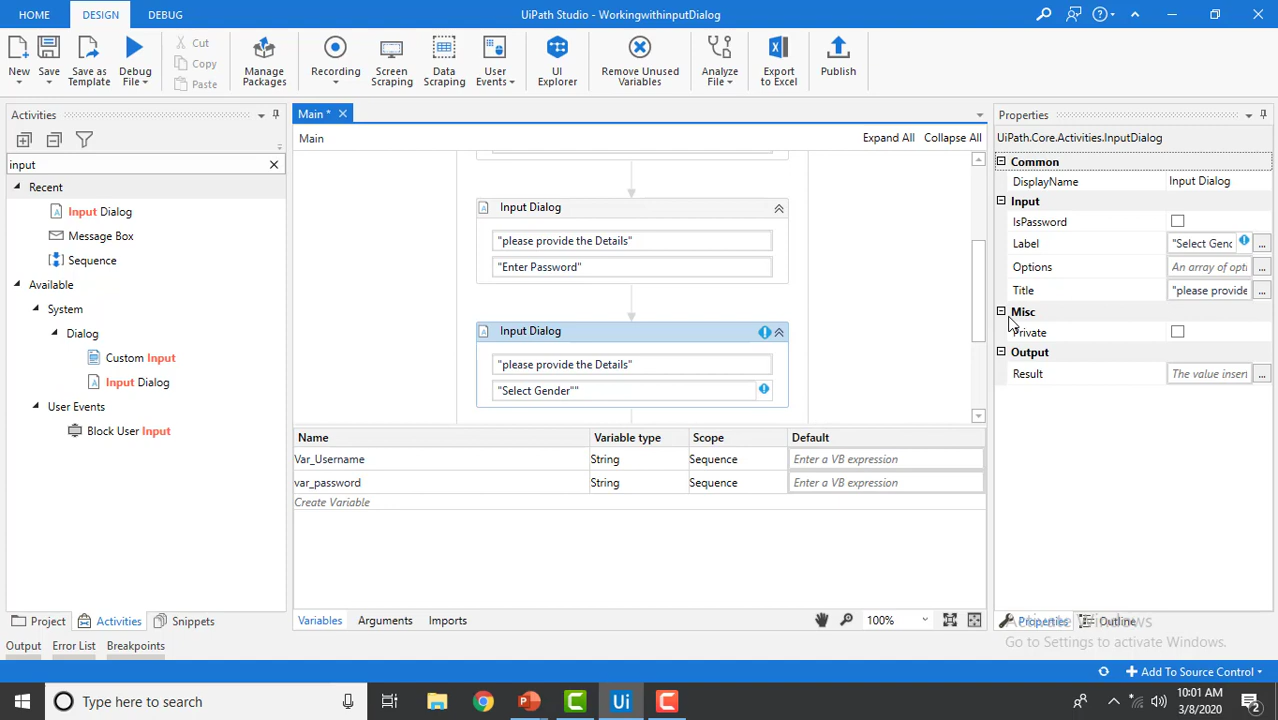 HOME DESIGN DEBUG UiPath Studio - WorkingwithinputDialog
New Save Save as Template Debug File Cut Copy Paste Manage Packages Recording Screen Scraping Data Scraping User Events UI Explorer Remove Unused Variables Analyze File Export to Excel Publish
Activities
input
Recent
Input Dialog
Message Box
Sequence
Available
System
Dialog
Custom Input
Input Dialog
User Events
Block User Input
Project Activities Snippets
Main *
Main Expand All Collapse All
Input Dialog
"please provide the Details"
"Enter Password"
Input Dialog
"please provide the Details"
"Select Gender""
Name Variable type Scope Default
Var_Username String Sequence Enter a VB expression
var_password String Sequence Enter a VB expression
Create Variable
Variables Arguments Imports 100%
Properties
UiPath.Core.Activities.InputDialog
Common
DisplayName Input Dialog
Input
IsPassword
Label "Select Genc ...
Options An array of opti ...
Title "please provide ...
Misc
Private
Output
Result The value insert ...
Properties Outline
Activate Windows
Go to Settings to activate Windows.
Output Error List Breakpoints
Add To Source Control
Type here to search
Ui
10:01 AM
3/8/2020
2